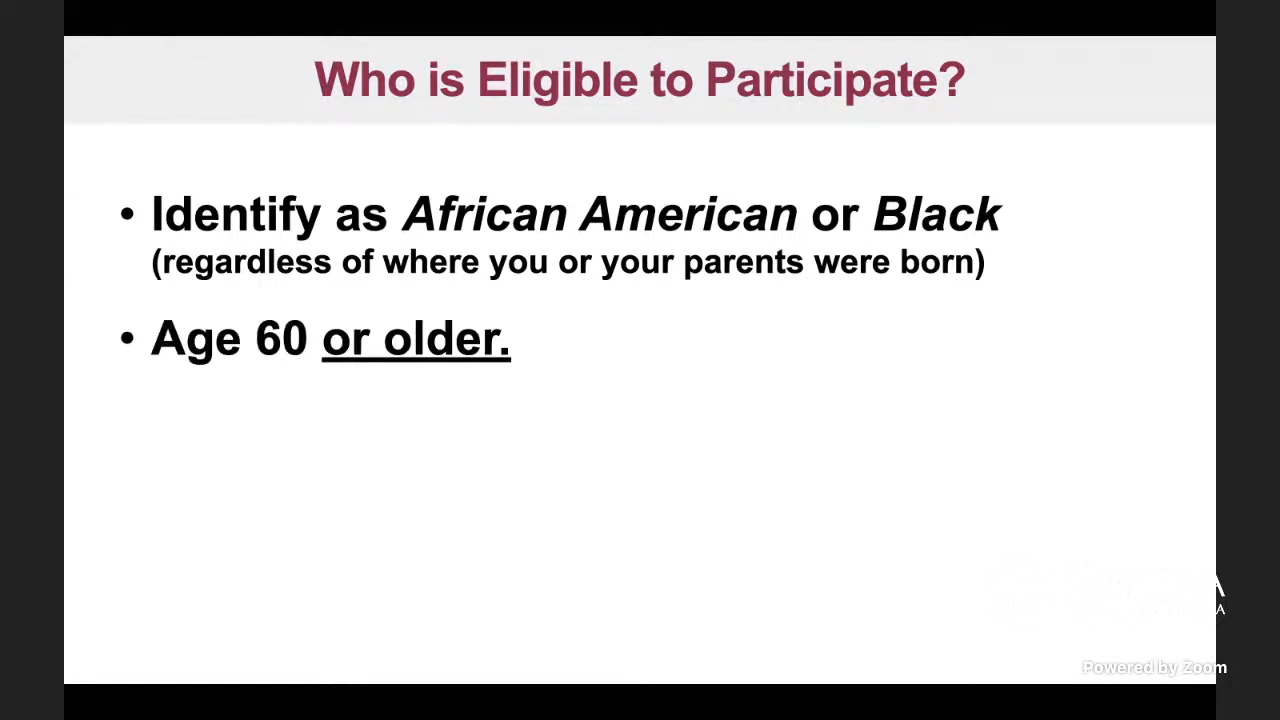 Who is Eligible to Participate?
• Identify as African American or Black
(regardless of where you or your parents were born)
• Age 60 or older.
Powered by Zoom